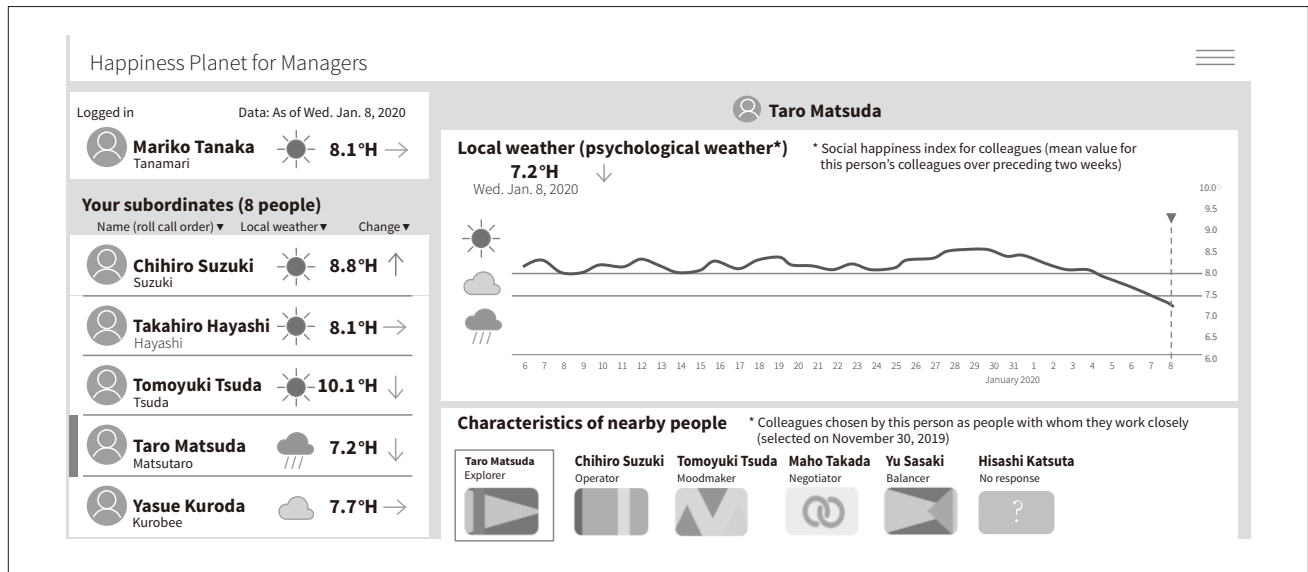 Happiness Planet for Managers
Logged in
Data: As of Wed. Jan. 8, 2020
Mariko Tanaka
Tanamari
8.1°H →
Your subordinates (8 people)
Name (roll call order) ▼ Local weather ▼ Change ▼
Chihiro Suzuki
Suzuki
8.8°H ↑
Takahiro Hayashi
Hayashi
8.1°H →
Tomoyuki Tsuda
Tsuda
10.1°H ↓
Taro Matsuda
Matsutaro
7.2°H ↓
Yasue Kuroda
Kurobee
7.7°H →
Taro Matsuda
Local weather (psychological weather*)
7.2°H ↓
Wed. Jan. 8, 2020
* Social happiness index for colleagues (mean value for
this person's colleagues over preceding two weeks)
10.0
9.5
9.0
8.5
8.0
7.5
7.0
6.5
6.0
6 7 8 9 10 11 12 13 14 15 16 17 18 19 20 21 22 23 24 25 26 27 28 29 30 31 1 2 3 4 5 6 7 8
January 2020
Characteristics of nearby people
* Colleagues chosen by this person as people with whom they work closely
(selected on November 30, 2019)
Taro Matsuda
Explorer
Chihiro Suzuki
Operator
Tomoyuki Tsuda
Moodmaker
Maho Takada
Negotiator
Yu Sasaki
Balancer
Hisashi Katsuta
No response
?